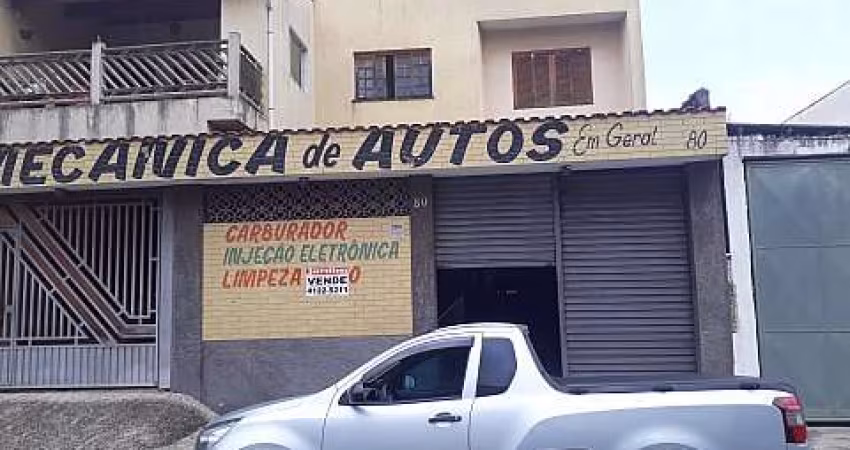 MECÂNICA de AUTOS Em Geral 80
80
CARBURADOR
INJEÇÃO ELETRÔNICA
LIMPEZA
VENDE